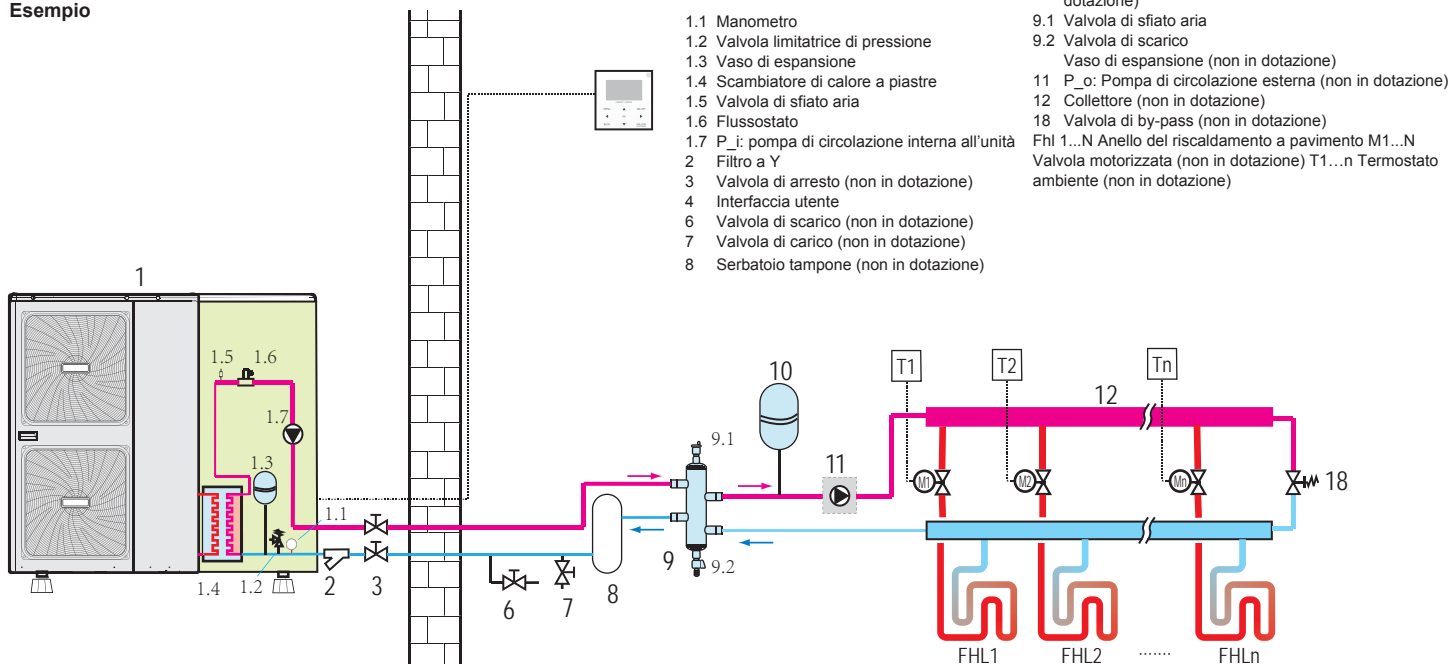 Esempio
1.1 Manometro
1.2 Valvola limitatrice di pressione
1.3 Vaso di espansione
1.4 Scambiatore di calore a piastre
1.5 Valvola di sfiato aria
1.6 Flussostato
1.7 P_i: pompa di circolazione interna all'unità
2 Filtro a Y
3 Valvola di arresto (non in dotazione)
4 Interfaccia utente
6 Valvola di scarico (non in dotazione)
7 Valvola di carico (non in dotazione)
8 Serbatoio tampone (non in dotazione)
dotazione)
9.1 Valvola di sfiato aria
9.2 Valvola di scarico
Vaso di espansione (non in dotazione)
11 P_o: Pompa di circolazione esterna (non in dotazione)
12 Collettore (non in dotazione)
18 Valvola di by-pass (non in dotazione)
Fhl 1...N Anello del riscaldamento a pavimento M1...N
Valvola motorizzata (non in dotazione) T1…n Termostato
ambiente (non in dotazione)
1
1.5
1.6
1.7
1.3
1.1
1.4
1.2
2
3
6
7
8
9
9.1
9.2
10
11
T1
T2
Tn
12
M1
M2
Mn
18
FHL1
FHL2
.......
FHLn